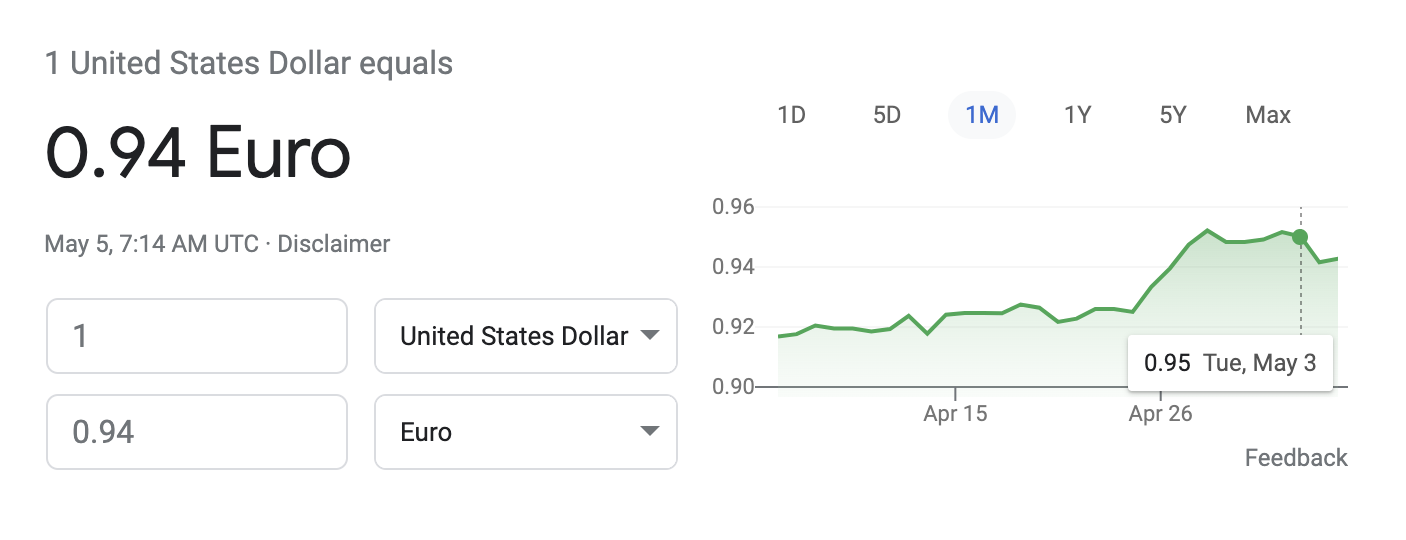 1 United States Dollar equals
0.94 Euro
May 5, 7:14 AM UTC · Disclaimer
1
United States Dollar
0.94
Euro
1D 5D 1M 1Y 5Y Max
0.96
0.94
0.92
0.90
0.95 Tue, May 3
Apr 15 Apr 26
Feedback